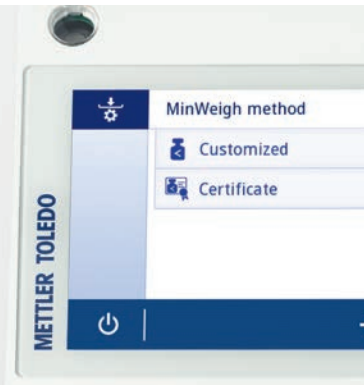 MinWeigh method
Customized
Certificate
METTLER TOLEDO